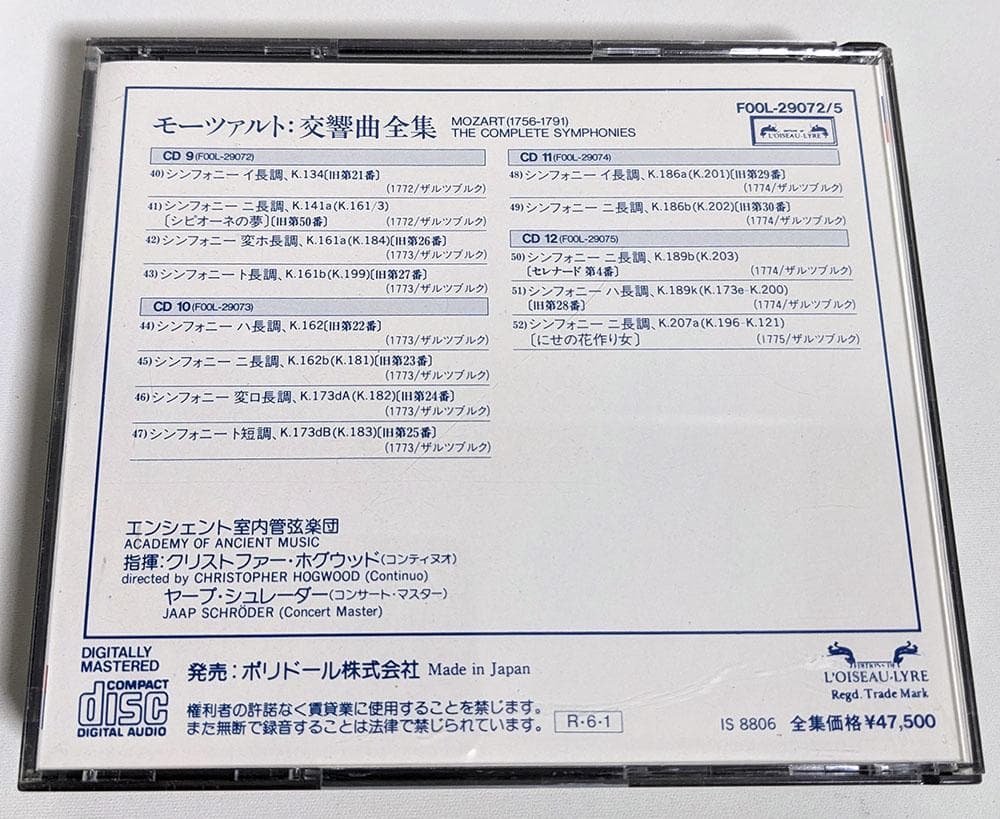 F00L-29072/5
モーツァルト:交響曲全集
MOZART(1756-1791)
THE COMPLETE SYMPHONIES
L'OISEAU-LYRE
CD 9(F00L-29072)
40)シンフォニー イ長調、K.134〔旧第21番〕
(1772/ザルツブルク)
41)シンフォニー ニ長調、K.141a(K.161/3)
〔シピオーネの夢〕〔旧第50番〕
(1772/ザルツブルク)
42)シンフォニー 変ホ長調、K.161a(K.184)〔旧第26番〕
(1773/ザルツブルク)
43)シンフォニー ト長調、K.161b(K.199)〔旧第27番〕
(1773/ザルツブルク)
CD 10(F00L-29073)
44)シンフォニー ハ長調、K.162〔旧第22番〕
(1773/ザルツブルク)
45)シンフォニー ニ長調、K.162b(K.181)〔旧第23番〕
(1773/ザルツブルク)
46)シンフォニー 変ロ長調、K.173dA(K.182)〔旧第24番〕
(1773/ザルツブルク)
47)シンフォニー ト短調、K.173dB(K.183)〔旧第25番〕
(1773/ザルツブルク)
CD 11(F00L-29074)
48)シンフォニー イ長調、K.186a(K.201)〔旧第29番〕
(1774/ザルツブルク)
49)シンフォニー ニ長調、K.186b(K.202)〔旧第30番〕
(1774/ザルツブルク)
CD 12(F00L-29075)
50)シンフォニー ニ長調、K.189b(K.203)
〔セレナード 第4番〕
(1774/ザルツブルク)
51)シンフォニー ハ長調、K.189k(K.173e-K.200)
〔旧第28番〕
(1774/ザルツブルク)
52)シンフォニー ニ長調、K.207a(K.196-K.121)
〔にせの花作り女〕
(1775/ザルツブルク)
エンシェント室内管弦楽団
ACADEMY OF ANCIENT MUSIC
指揮:クリストファー・ホグウッド(コンティヌオ)
directed by CHRISTOPHER HOGWOOD (Continuo)
ヤープ・シュレーダー(コンサート・マスター)
JAAP SCHRÖDER (Concert Master)
DIGITALLY
MASTERED
COMPACT
disc
DIGITAL AUDIO
発売:ポリドール株式会社 Made in Japan
権利者の許諾なく賃貸業に使用することを禁じます。
また無断で録音することは法律で禁じられています。
R・6・1
EDITIONS DE
L'OISEAU-LYRE
Regd. Trade Mark
IS 8806 全集価格¥47,500